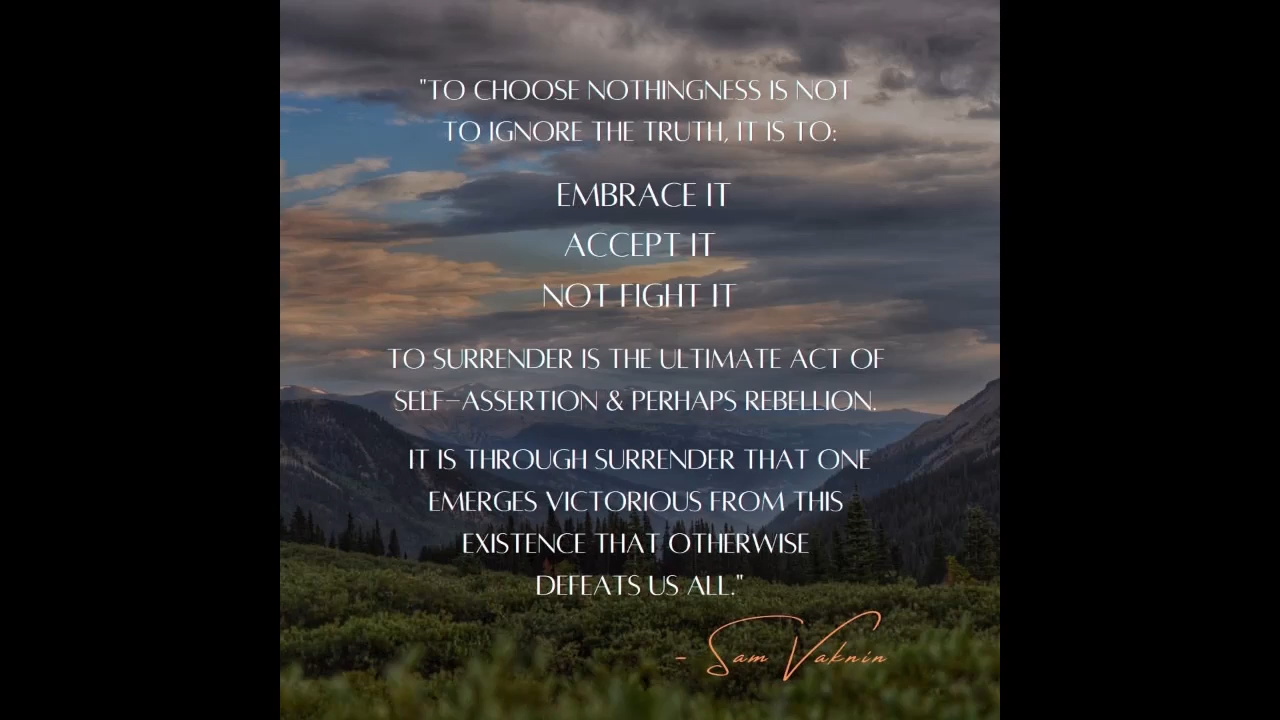 "TO CHOOSE NOTHINGNESS IS NOT
TO IGNORE THE TRUTH, IT IS TO:
EMBRACE IT
ACCEPT IT
NOT FIGHT IT
TO SURRENDER IS THE ULTIMATE ACT OF
SELF-ASSERTION & PERHAPS REBELLION.
IT IS THROUGH SURRENDER THAT ONE
EMERGES VICTORIOUS FROM THIS
EXISTENCE THAT OTHERWISE
DEFEATS US ALL."
- Sam Vaknin